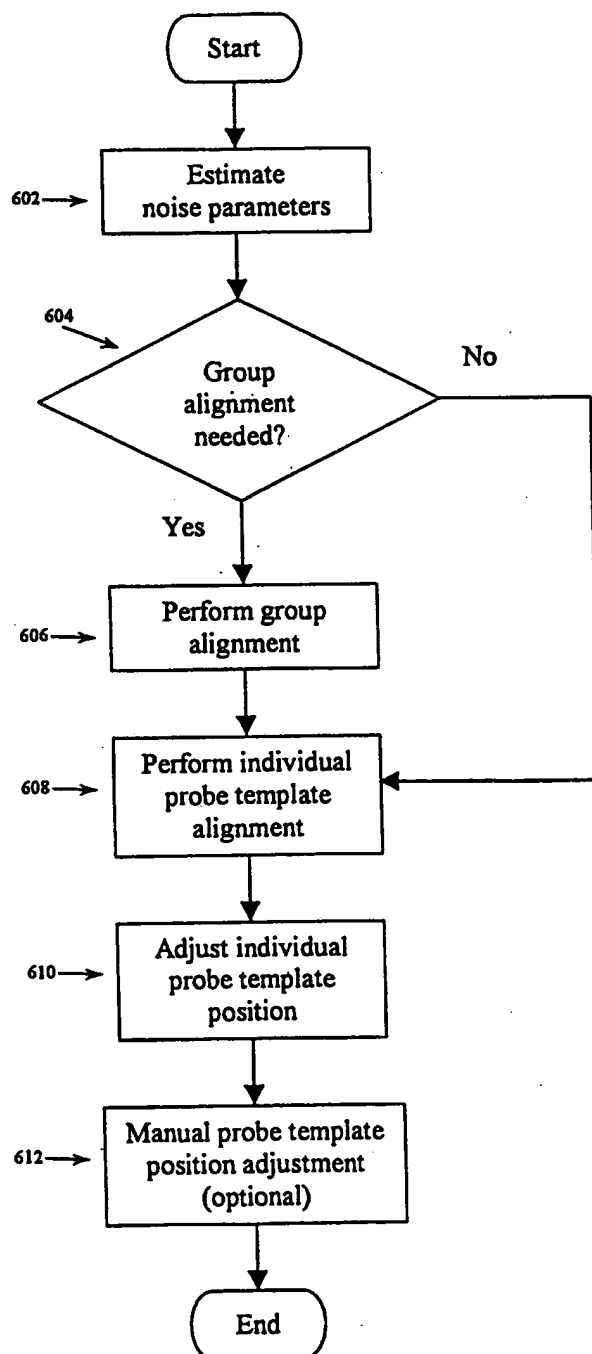 Start
602
Estimate
noise parameters
604
No
Group
alignment
needed?
Yes
606
Perform group
alignment
608
Perform individual
probe template
alignment
610
Adjust individual
probe template
position
612
Manual probe template
position adjustment
(optional)
End